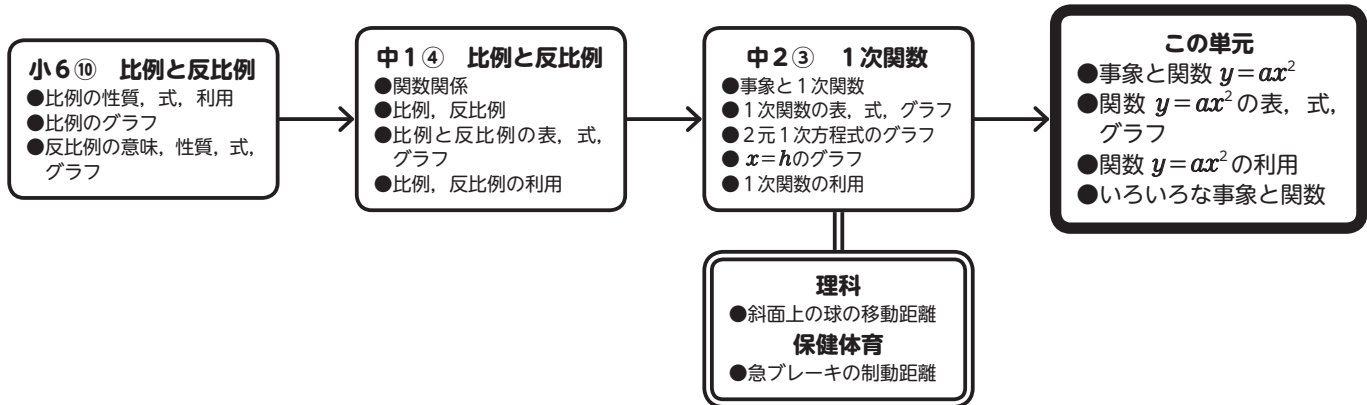 小6⑩ 比例と反比例
●比例の性質，式，利用
●比例のグラフ
●反比例の意味，性質，式，
グラフ
中1④ 比例と反比例
●関数関係
●比例，反比例
●比例と反比例の表，式，
グラフ
●比例，反比例の利用
中2③ 1次関数
●事象と1次関数
●1次関数の表，式，グラフ
●2元1次方程式のグラフ
●x＝hのグラフ
●1次関数の利用
この単元
●事象と関数 y＝ax²
●関数 y＝ax² の表，式，
グラフ
●関数 y＝ax² の利用
●いろいろな事象と関数
理科
●斜面上の球の移動距離
保健体育
●急ブレーキの制動距離